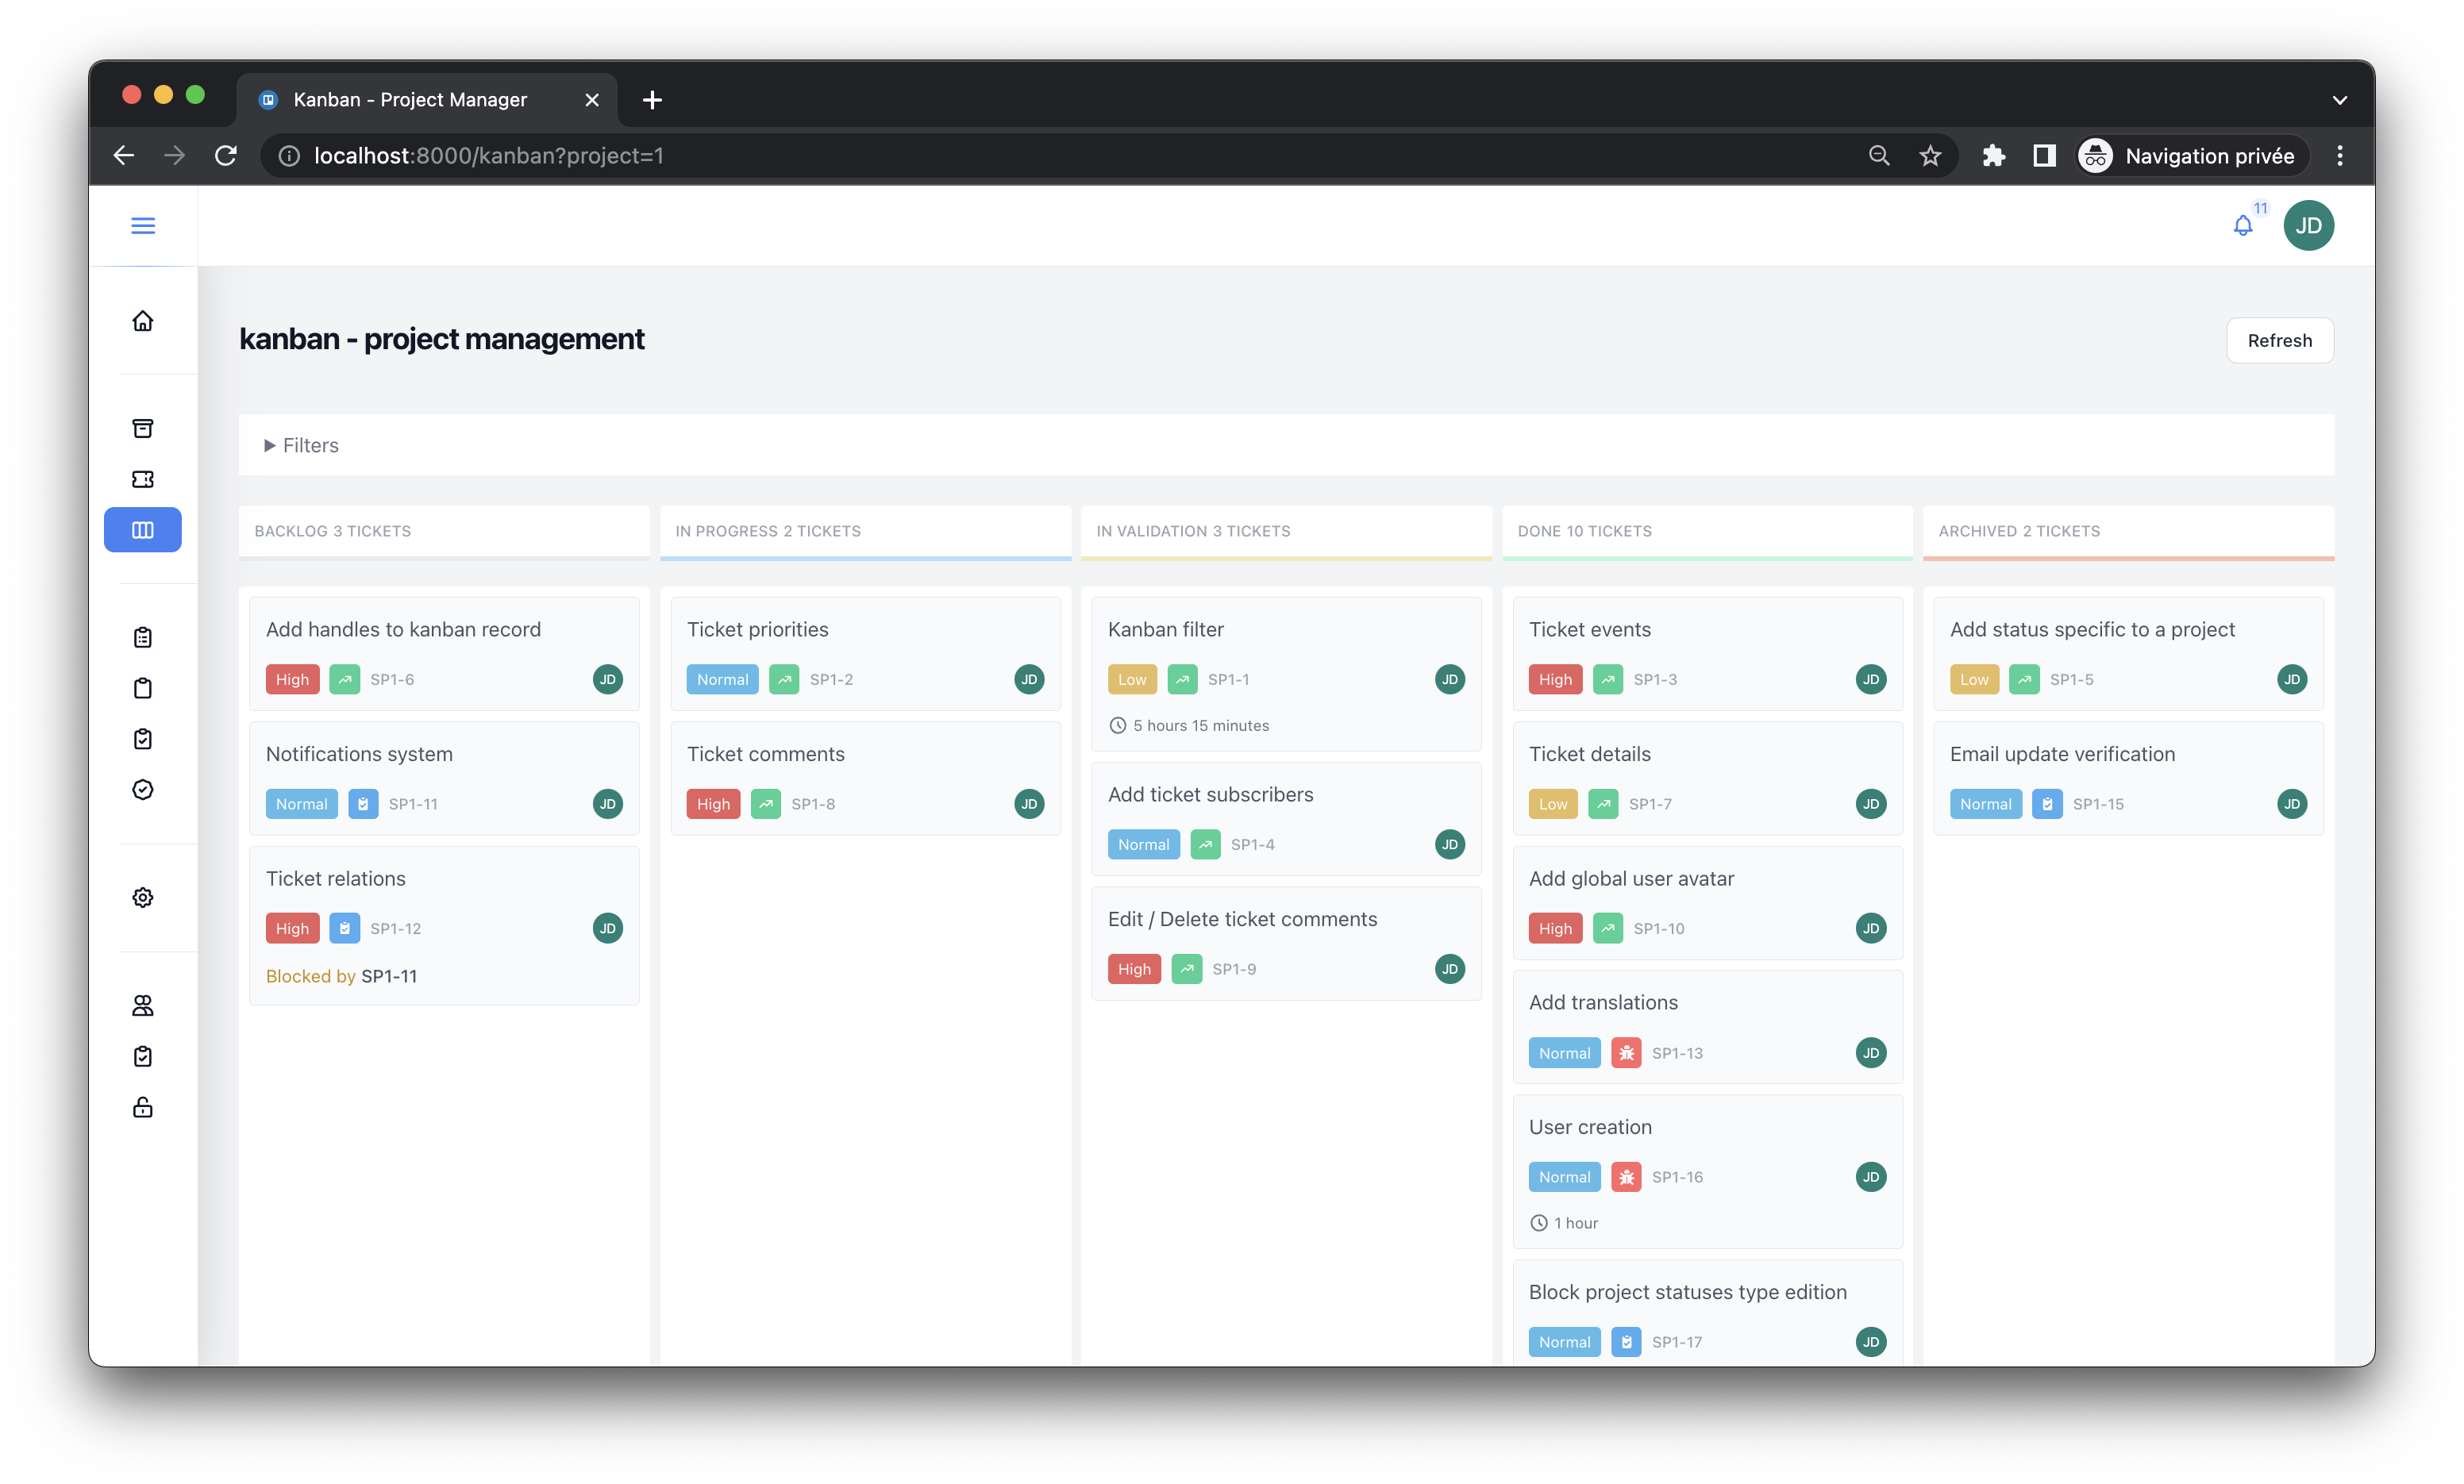 Kanban - Project Manager
localhost:8000/kanban?project=1
Navigation privée
11
JD
kanban - project management
Refresh
Filters
BACKLOG 3 TICKETS
Add handles to kanban record
High SP1-6 JD
Notifications system
Normal SP1-11 JD
Ticket relations
High SP1-12 JD
Blocked by SP1-11
IN PROGRESS 2 TICKETS
Ticket priorities
Normal SP1-2 JD
Ticket comments
High SP1-8 JD
IN VALIDATION 3 TICKETS
Kanban filter
Low SP1-1 JD
5 hours 15 minutes
Add ticket subscribers
Normal SP1-4 JD
Edit / Delete ticket comments
High SP1-9 JD
DONE 10 TICKETS
Ticket events
High SP1-3 JD
Ticket details
Low SP1-7 JD
Add global user avatar
High SP1-10 JD
Add translations
Normal SP1-13 JD
User creation
Normal SP1-16 JD
1 hour
Block project statuses type edition
Normal SP1-17 JD
ARCHIVED 2 TICKETS
Add status specific to a project
Low SP1-5 JD
Email update verification
Normal SP1-15 JD